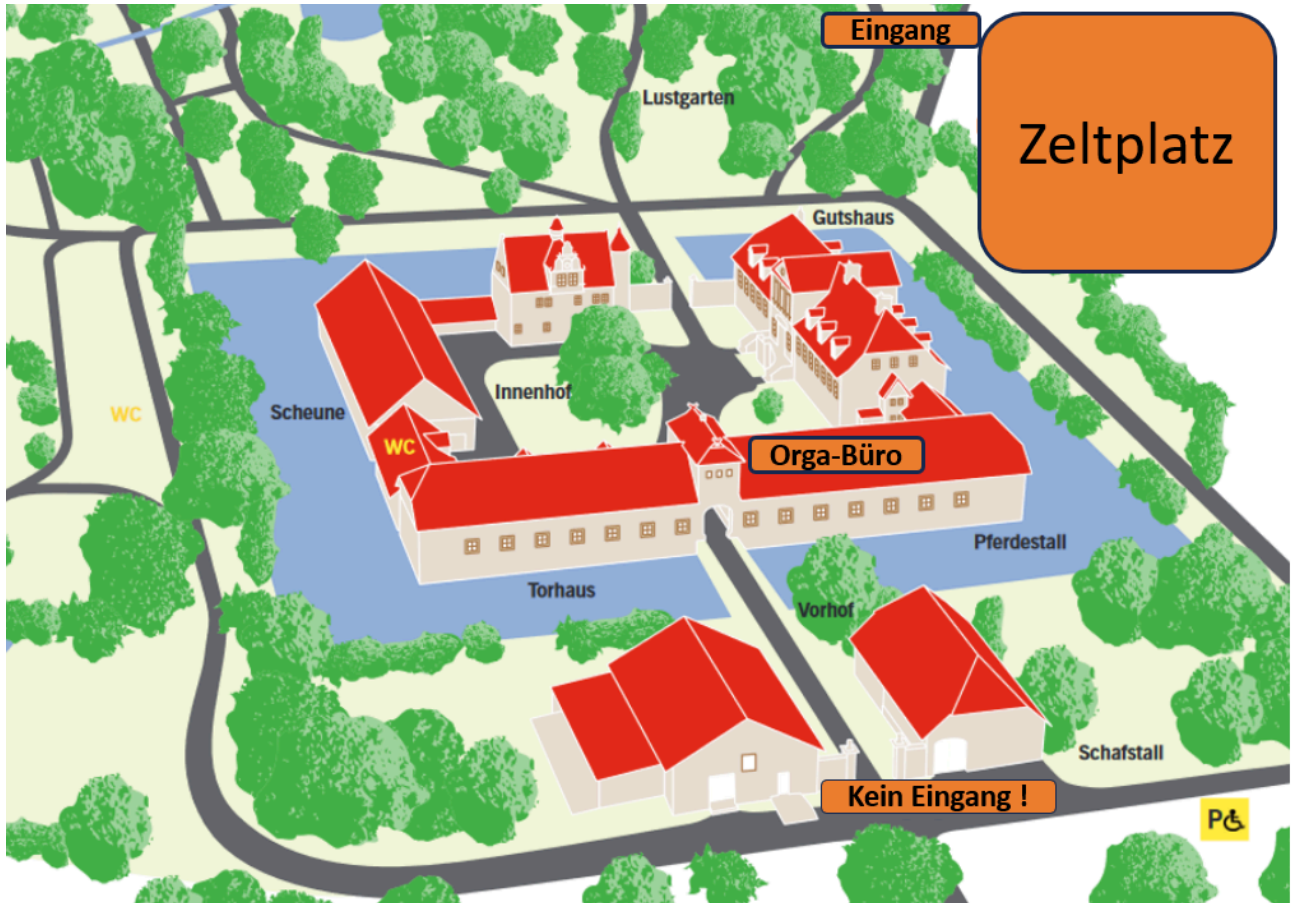 Eingang
Zeltplatz
Lustgarten
Gutshaus
Innenhof
Scheune
WC
WC
Orga-Büro
Pferdestall
Torhaus
Vorhof
Schafstall
Kein Eingang !
P